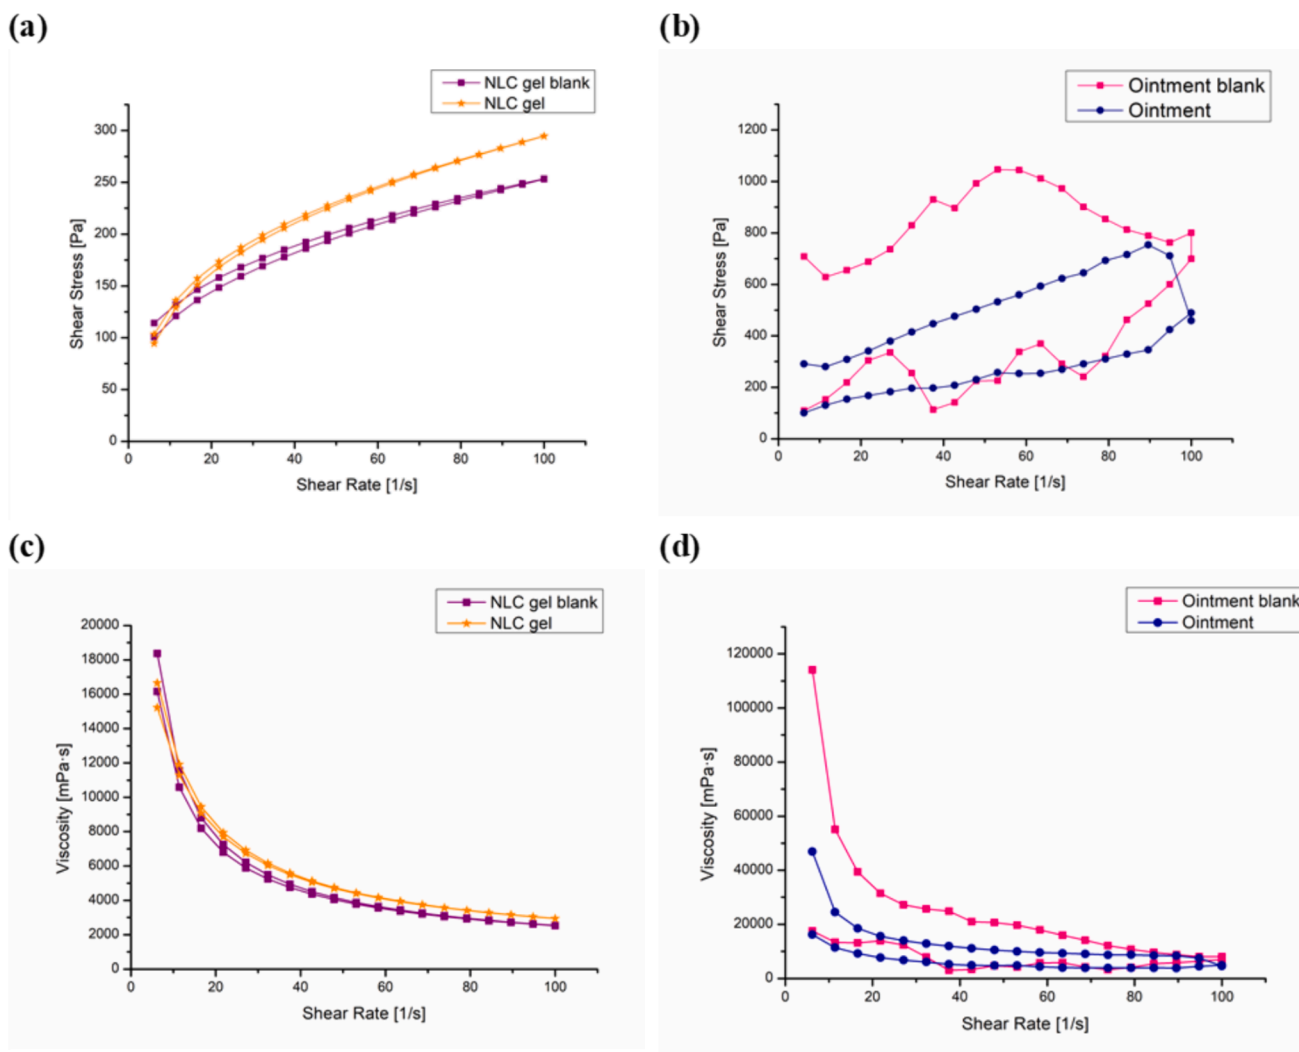 (a)
NLC gel blank
NLC gel
300
250
200
150
100
50
0
Shear Stress [Pa]
0 20 40 60 80 100
Shear Rate [1/s]
(b)
Ointment blank
Ointment
1200
1000
800
600
400
200
0
Shear Stress [Pa]
0 20 40 60 80 100
Shear Rate [1/s]
(c)
NLC gel blank
NLC gel
20000
18000
16000
14000
12000
10000
8000
6000
4000
2000
0
Viscosity [mPa·s]
0 20 40 60 80 100
Shear Rate [1/s]
(d)
Ointment blank
Ointment
120000
100000
80000
60000
40000
20000
0
Viscosity [mPa·s]
0 20 40 60 80 100
Shear Rate [1/s]